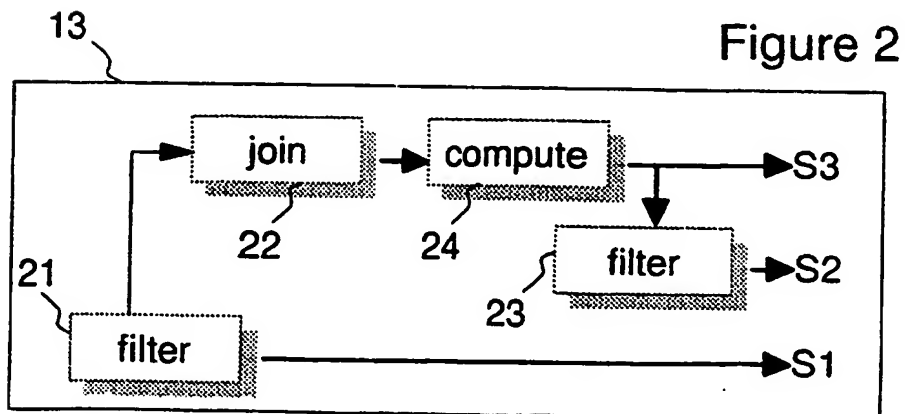 13
Figure 2
join
compute
S3
22
24
21
filter
S2
23
filter
S1